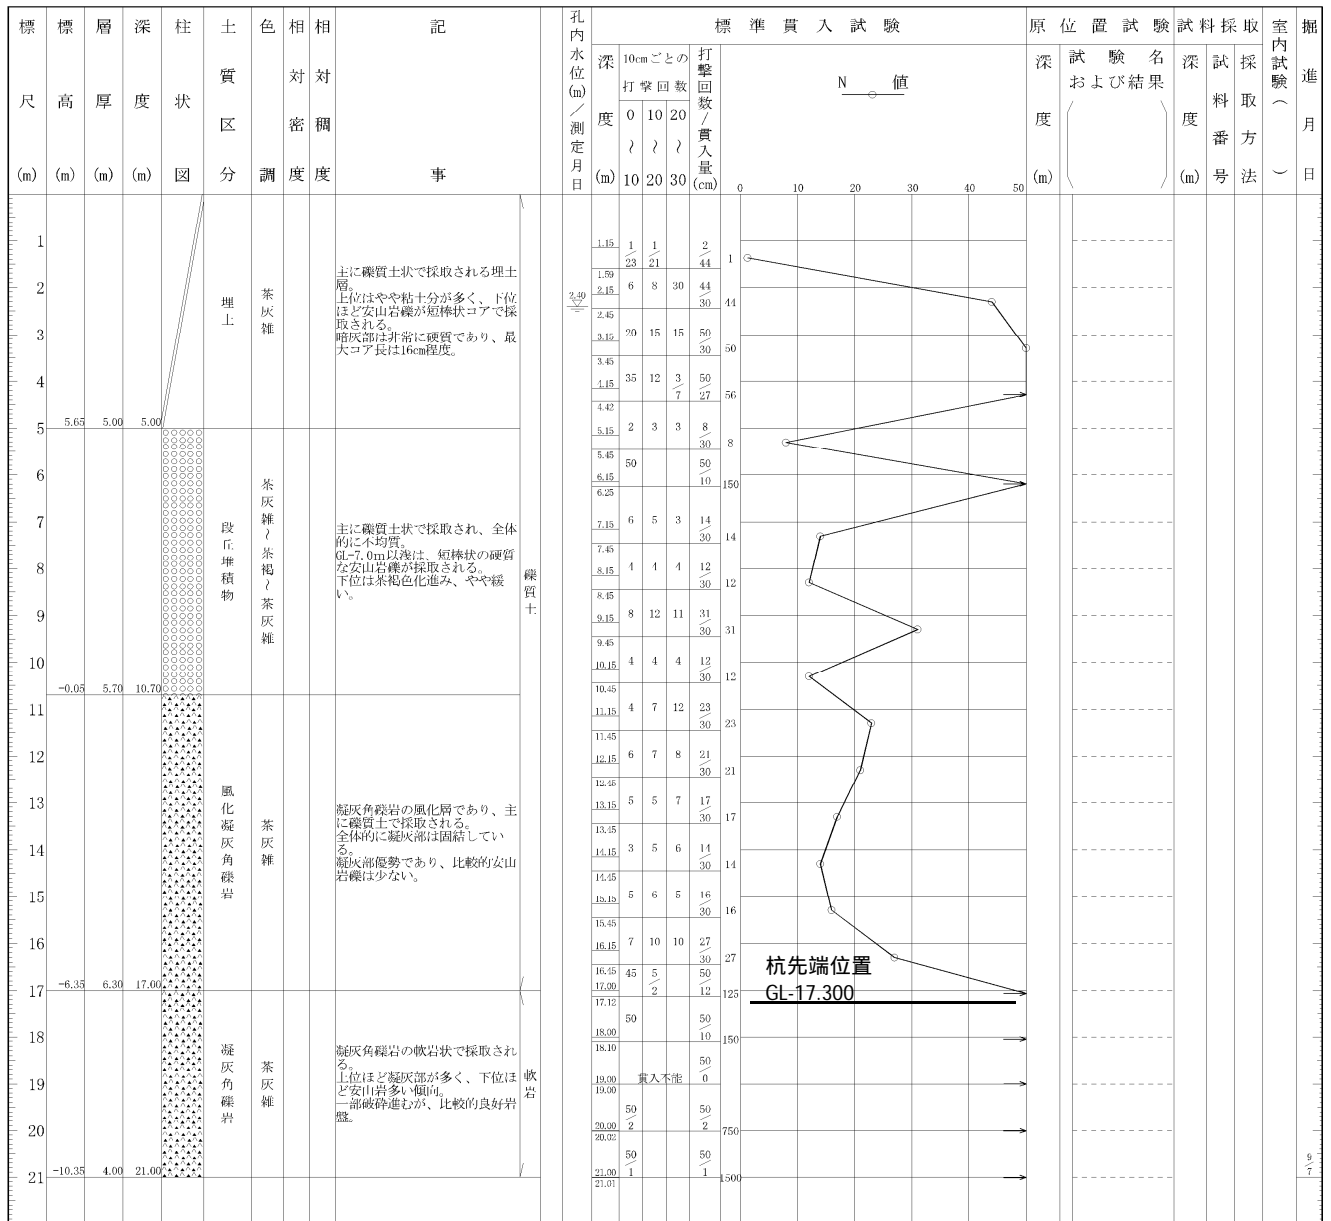 標尺(m)
標高(m)
層厚(m)
深度(m)
柱状図
土質区分
色調
相対密度
相対稠度
記事
孔内水位(m)/測定月日
標準貫入試験
深度(m)
10cmごとの
打撃回数
0 10 20
~ ~ ~
10 20 30
打撃回数/貫入量(cm)
N 値
0 10 20 30 40 50
原位置試験
深度(m)
試験名
および結果
試料採取
深度(m)
試料番号
採取方法
室内試験()
掘進月日
1
2
3
4
5
6
7
8
9
10
11
12
13
14
15
16
17
18
19
20
21
5.65 5.00 5.00
埋土
茶灰雑
主に礫質土状で採取される埋土
層。
上位はやや粘土分が多く、下位
ほど安山岩礫が短棒状コアで採
取される。
暗灰部は非常に硬質であり、最
大コア長は16cm程度。
-0.05 5.70 10.70
段丘堆積物
茶灰雑~茶褐~茶灰雑
主に礫質土状で採取され、全体
的に不均質。
GL-7.0m以浅は、短棒状の硬質
な安山岩礫が採取される。
下位は茶褐色化進み、やや緩
い。
礫質土
-6.35 6.30 17.00
風化凝灰角礫岩
茶灰雑
凝灰角礫岩の風化層であり、主
に礫質土で採取される。
全体的に凝灰部は固結してい
る。
凝灰部優勢であり、比較的安山
岩礫は少ない。
-10.35 4.00 21.00
凝灰角礫岩
茶灰雑
凝灰角礫岩の軟岩状で採取され
る。
上位ほど凝灰部が多く、下位ほ
ど安山岩多い傾向。
一部破砕進むが、比較的良好岩
盤。
軟岩
2.40
1.15 1/23 1/21 2/44 1
1.59
2.15 6 8 30 44/30 44
2.45
3.15 20 15 15 50/30 50
3.45
4.15 35 12 3/7 50/27 56
4.42
5.15 2 3 3 8/30 8
5.45
6.15 50 50/10 150
6.25
7.15 6 5 3 14/30 14
7.45
8.15 4 4 4 12/30 12
8.45
9.15 8 12 11 31/30 31
9.45
10.15 4 4 4 12/30 12
10.45
11.15 4 7 12 23/30 23
11.45
12.15 6 7 8 21/30 21
12.45
13.15 5 5 7 17/30 17
13.45
14.15 3 5 6 14/30 14
14.45
15.15 5 6 5 16/30 16
15.45
16.15 7 10 10 27/30 27
16.45
17.00 45 5/2 50/12 125
17.12
18.00 50 50/10 150
18.10
19.00 貫入不能 50/0
19.00
20.00 50/2 50/2 750
20.02
21.00 50/1 50/1 1500
21.01
杭先端位置
GL-17.300
9/7